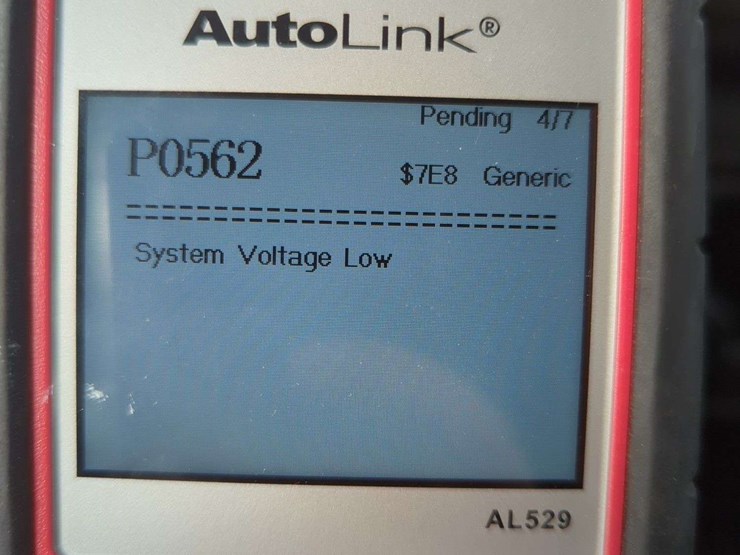 AutoLink®
Pending 4/7
P0562
$7E8 Generic
==============================
System Voltage Low
AL529